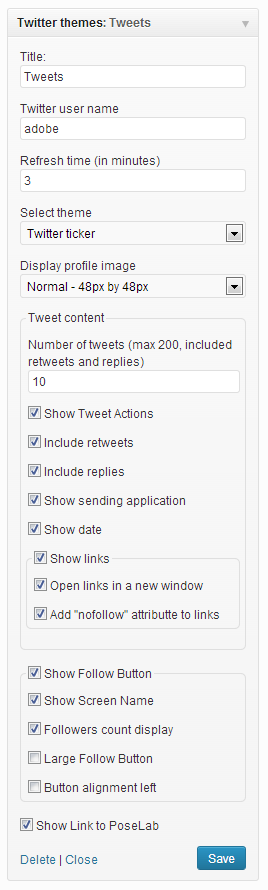 Twitter themes: Tweets
Title:
Tweets
Twitter user name
adobe
Refresh time (in minutes)
3
Select theme
Twitter ticker
Display profile image
Normal - 48px by 48px
Tweet content
Number of tweets (max 200, included
retweets and replies)
10
Show Tweet Actions
Include retweets
Include replies
Show sending application
Show date
Show links
Open links in a new window
Add "nofollow" attributte to links
Show Follow Button
Show Screen Name
Followers count display
Large Follow Button
Button alignment left
Show Link to PoseLab
Delete | Close
Save